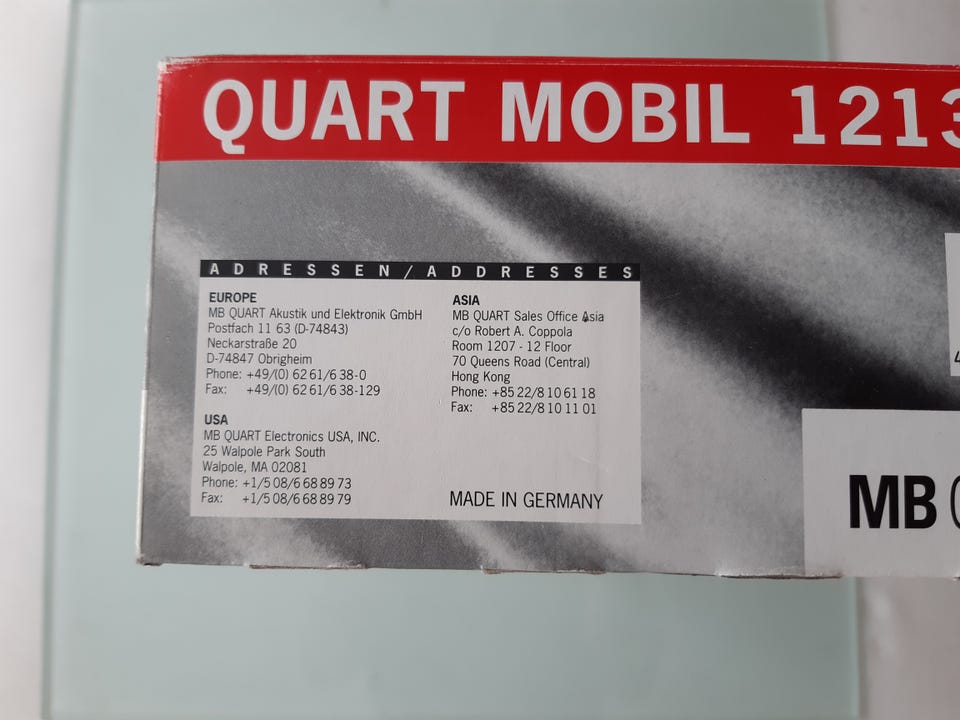 QUART MOBIL 1213
ADRESSEN/ADDRESSES
EUROPE
MB QUART Akustik und Elektronik GmbH
Postfach 11 63 (D-74843)
Neckarstraße 20
D-74847 Obrigheim
Phone: +49/(0) 62 61/6 38-0
Fax: +49/(0) 62 61/6 38-129
USA
MB QUART Electronics USA, INC.
25 Walpole Park South
Walpole, MA 02081
Phone: +1/5 08/6 68 89 73
Fax: +1/5 08/6 68 89 79
ASIA
MB QUART Sales Office Asia
c/o Robert A. Coppola
Room 1207 - 12 Floor
70 Queens Road (Central)
Hong Kong
Phone: +85 22/8 10 61 18
Fax: +85 22/8 10 11 01
MADE IN GERMANY
MB